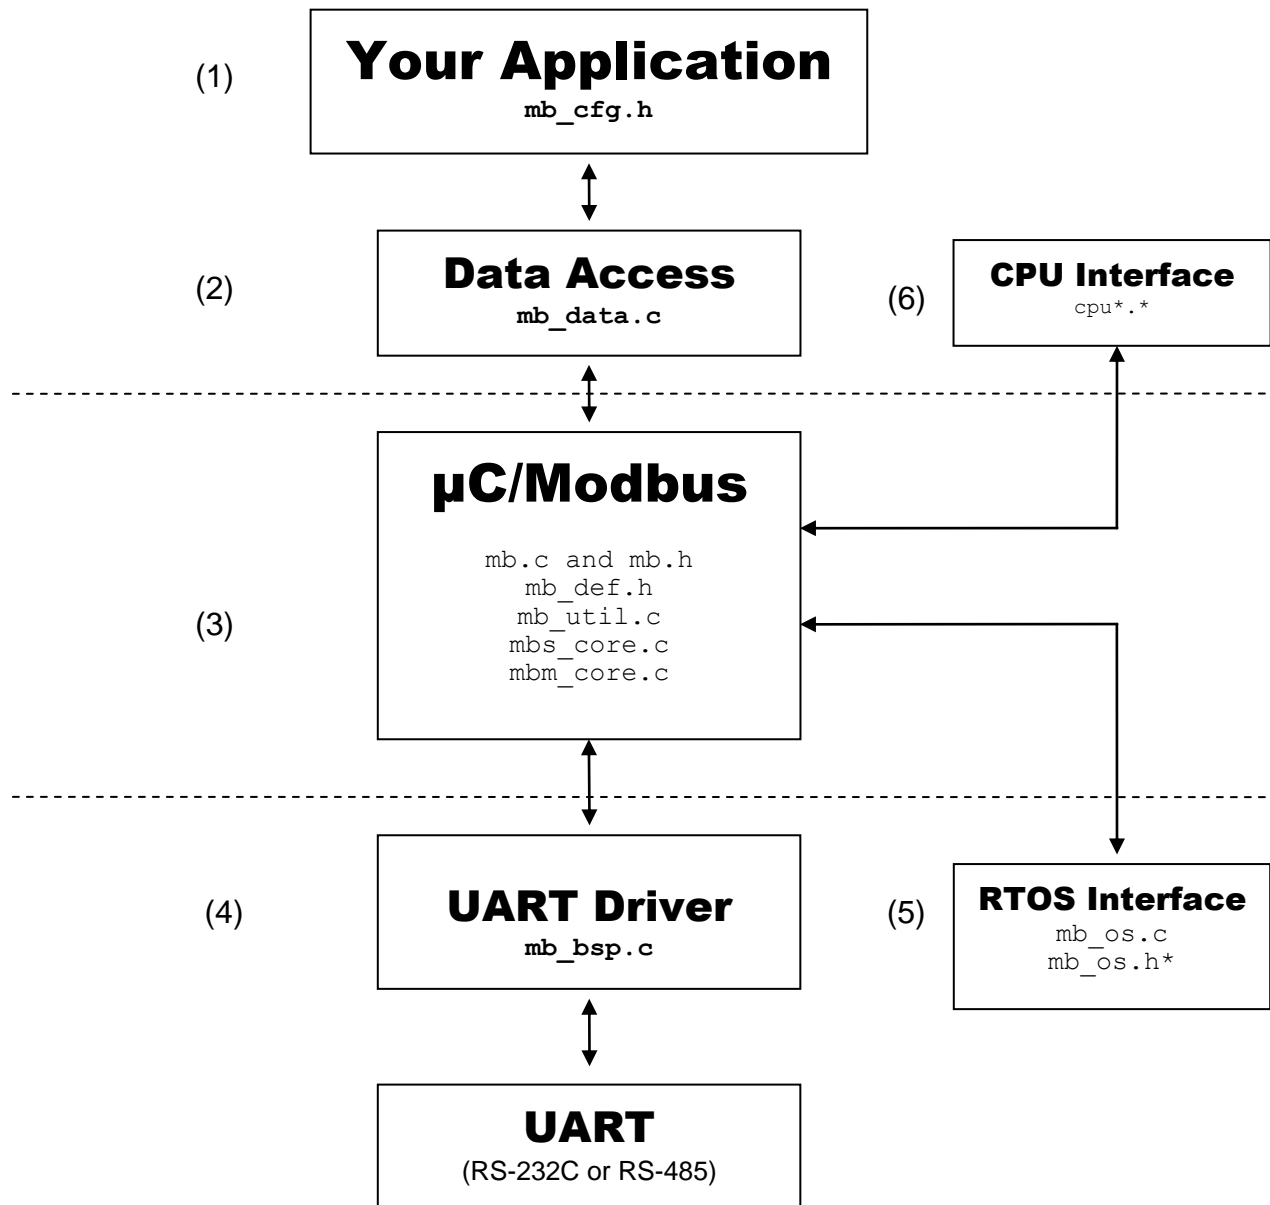 (1)
Your Application
mb_cfg.h
(2)
Data Access
mb_data.c
(6)
CPU Interface
cpu*.*
(3)
µC/Modbus
mb.c and mb.h
mb_def.h
mb_util.c
mbs_core.c
mbm_core.c
(4)
UART Driver
mb_bsp.c
(5)
RTOS Interface
mb_os.c
mb_os.h*
UART
(RS-232C or RS-485)